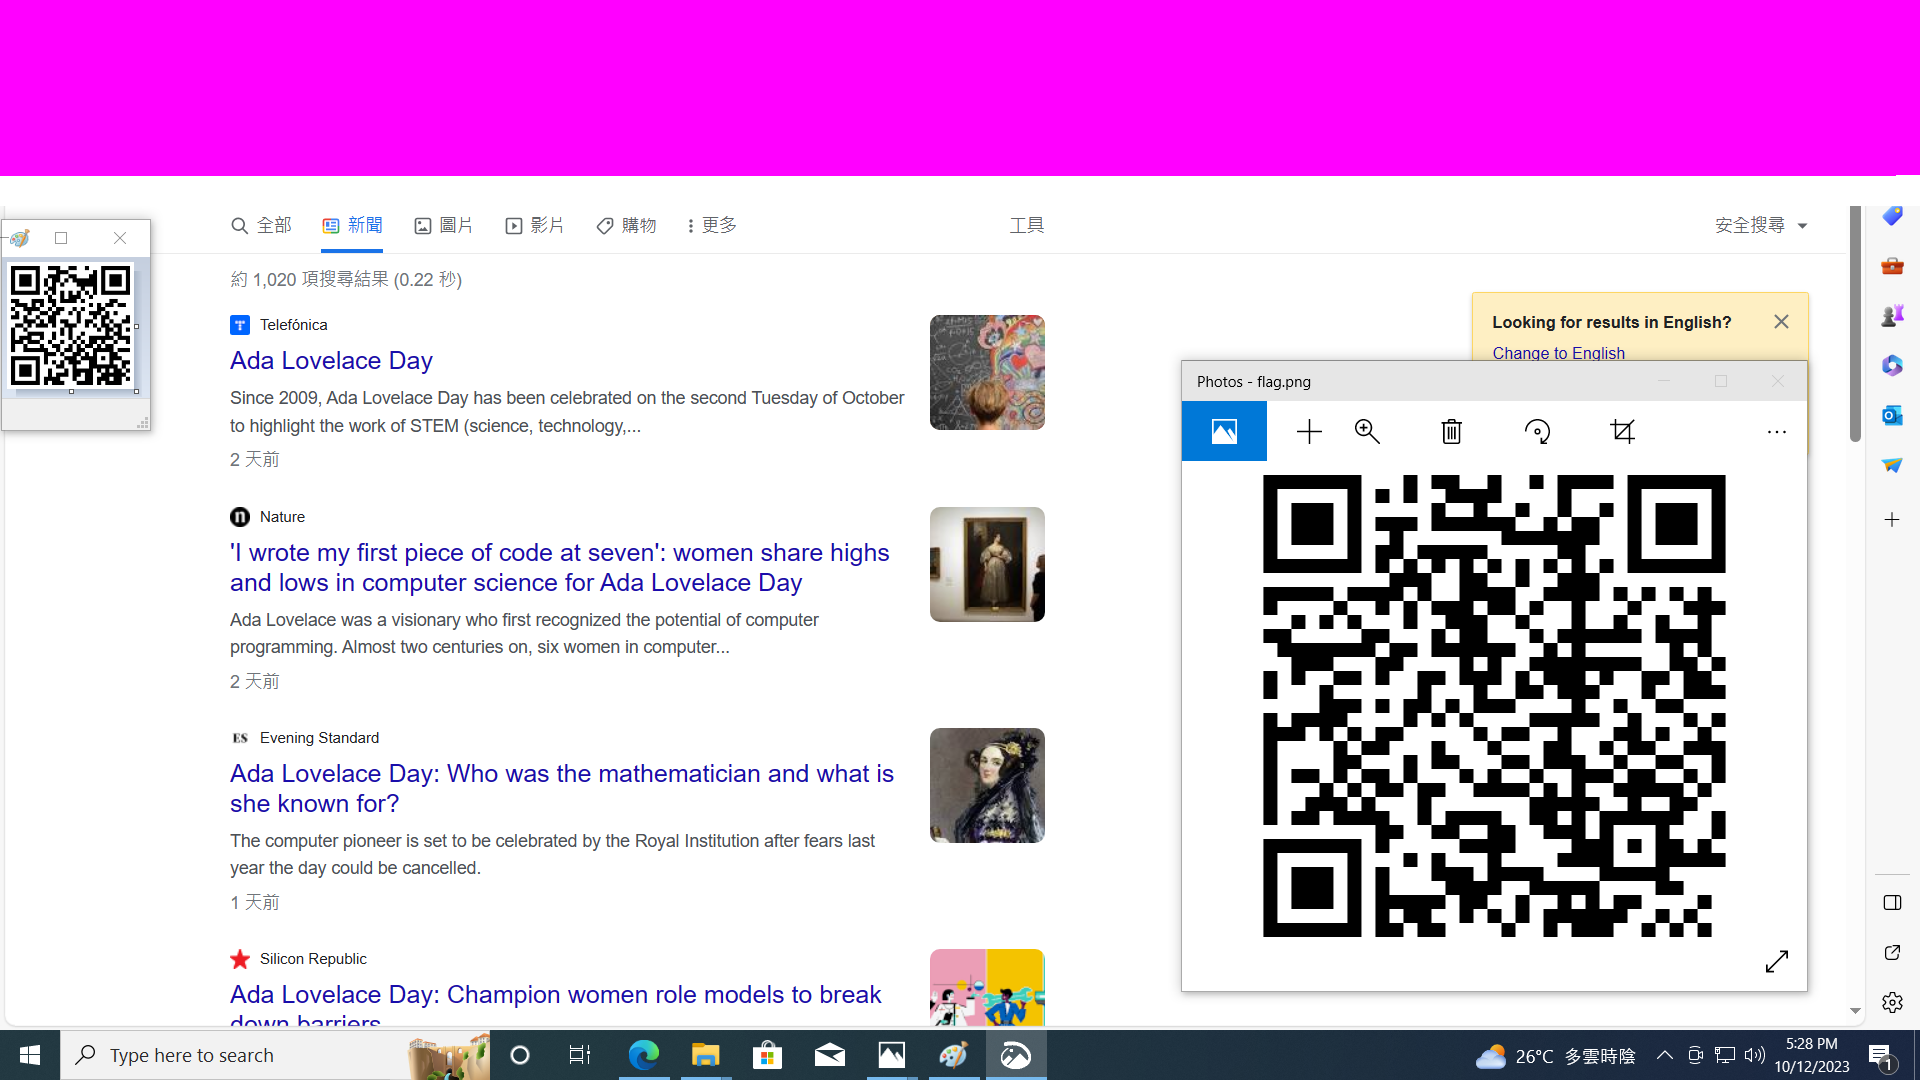 全部
新聞
圖片
影片
購物
更多
工具
安全搜尋
約 1,020 項搜尋結果 (0.22 秒)
Telefónica
Ada Lovelace Day
Since 2009, Ada Lovelace Day has been celebrated on the second Tuesday of October
to highlight the work of STEM (science, technology,...
2 天前
Nature
'I wrote my first piece of code at seven': women share highs
and lows in computer science for Ada Lovelace Day
Ada Lovelace was a visionary who first recognized the potential of computer
programming. Almost two centuries on, six women in computer...
2 天前
ES Evening Standard
Ada Lovelace Day: Who was the mathematician and what is
she known for?
The computer pioneer is set to be celebrated by the Royal Institution after fears last
year the day could be cancelled.
1 天前
Silicon Republic
Ada Lovelace Day: Champion women role models to break
down barriers
Looking for results in English?
Change to English
Photos - flag.png
Type here to search
26°C 多雲時陰
5:28 PM
10/12/2023
1